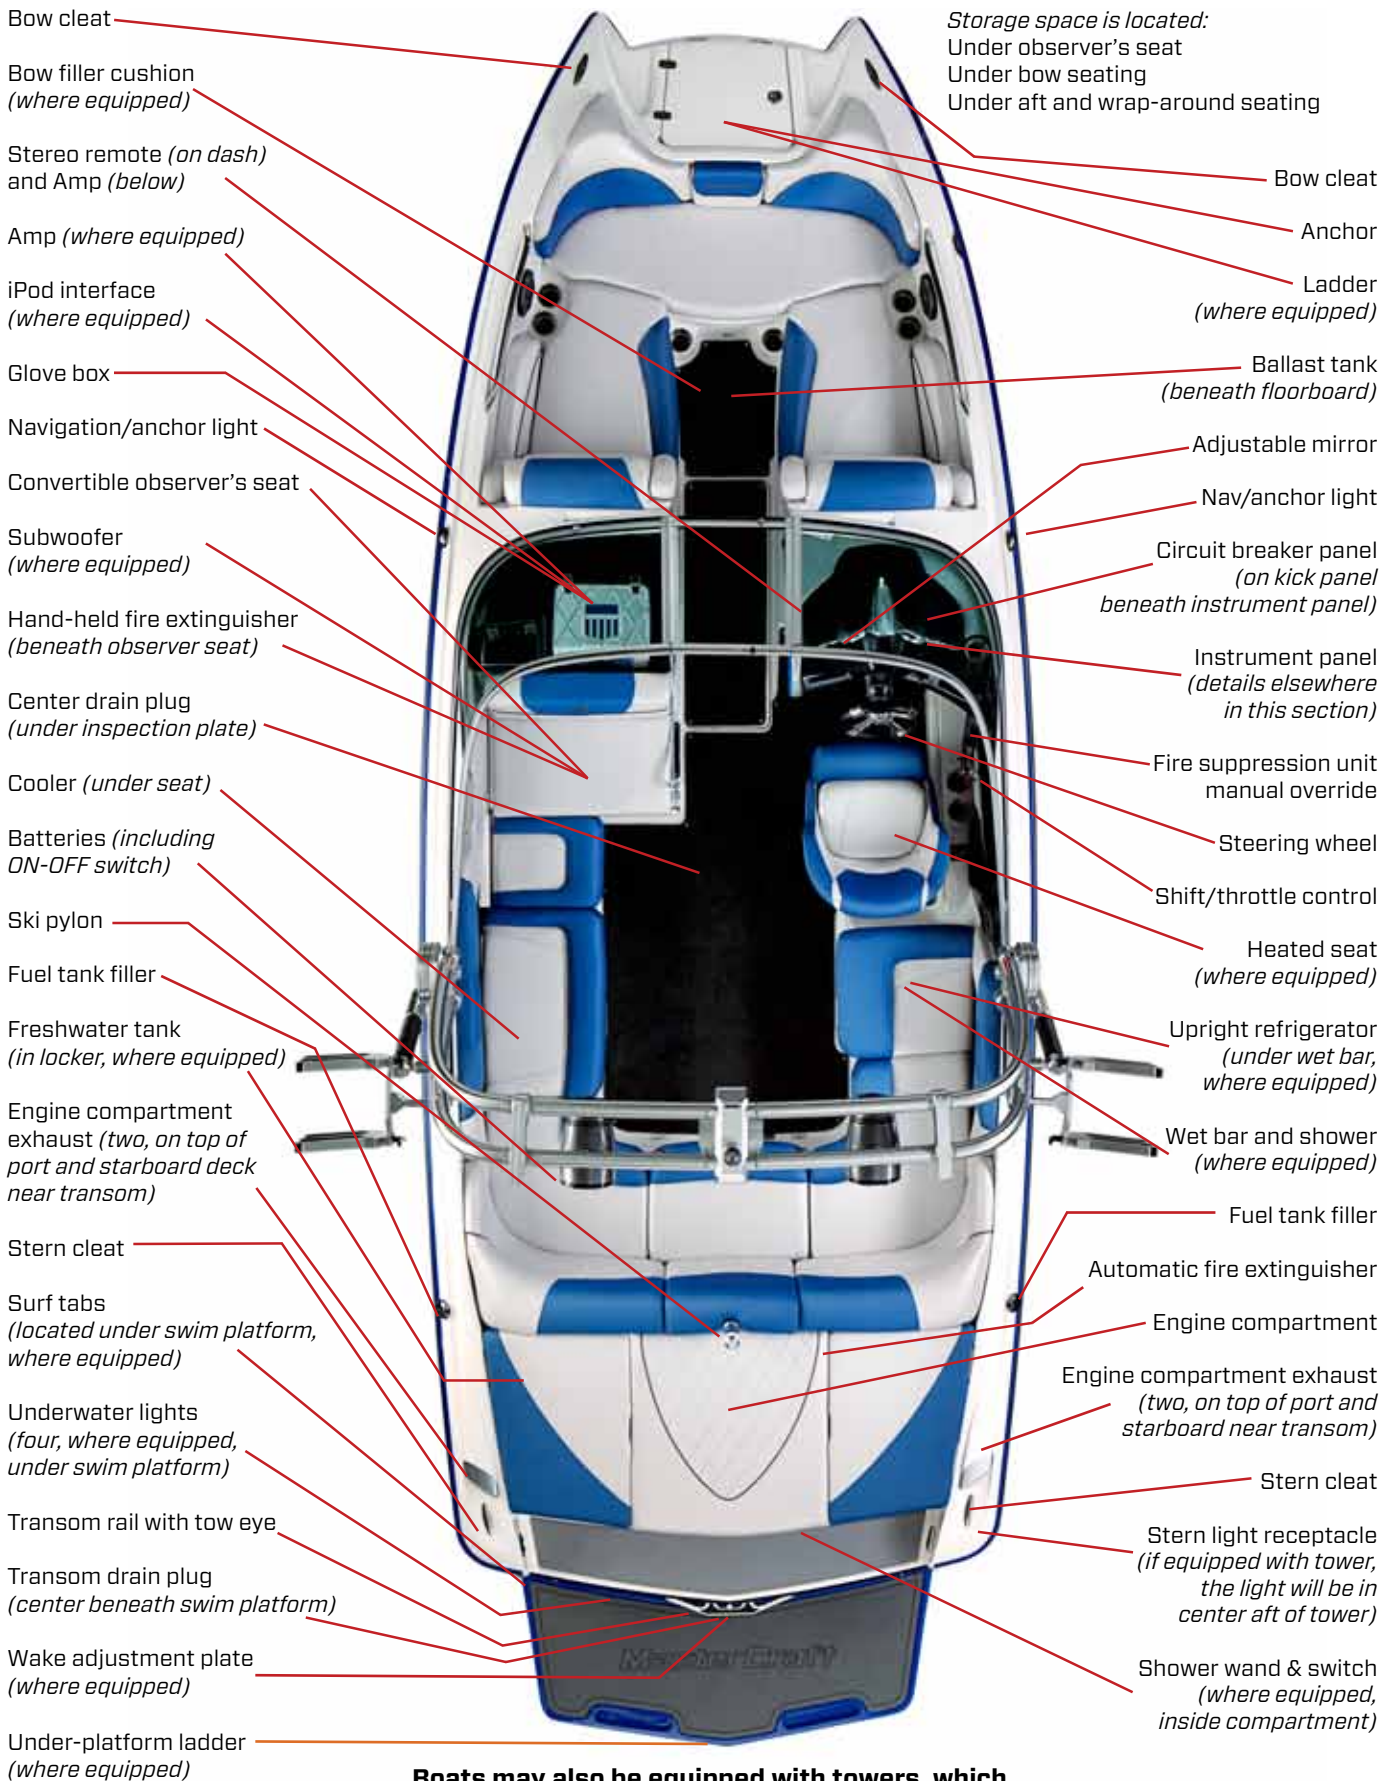 Bow cleat
Bow filler cushion
(where equipped)
Stereo remote (on dash)
and Amp (below)
Amp (where equipped)
iPod interface
(where equipped)
Glove box
Navigation/anchor light
Convertible observer's seat
Subwoofer
(where equipped)
Hand-held fire extinguisher
(beneath observer seat)
Center drain plug
(under inspection plate)
Cooler (under seat)
Batteries (including
ON-OFF switch)
Ski pylon
Fuel tank filler
Freshwater tank
(in locker, where equipped)
Engine compartment
exhaust (two, on top of
port and starboard deck
near transom)
Stern cleat
Surf tabs
(located under swim platform,
where equipped)
Underwater lights
(four, where equipped,
under swim platform)
Transom rail with tow eye
Transom drain plug
(center beneath swim platform)
Wake adjustment plate
(where equipped)
Under-platform ladder
(where equipped)
Storage space is located:
Under observer's seat
Under bow seating
Under aft and wrap-around seating
Bow cleat
Anchor
Ladder
(where equipped)
Ballast tank
(beneath floorboard)
Adjustable mirror
Nav/anchor light
Circuit breaker panel
(on kick panel
beneath instrument panel)
Instrument panel
(details elsewhere
in this section)
Fire suppression unit
manual override
Steering wheel
Shift/throttle control
Heated seat
(where equipped)
Upright refrigerator
(under wet bar,
where equipped)
Wet bar and shower
(where equipped)
Fuel tank filler
Automatic fire extinguisher
Engine compartment
Engine compartment exhaust
(two, on top of port and
starboard near transom)
Stern cleat
Stern light receptacle
(if equipped with tower,
the light will be in
center aft of tower)
Shower wand & switch
(where equipped,
inside compartment)
MasterCraft
Boats may also be equipped with towers, which